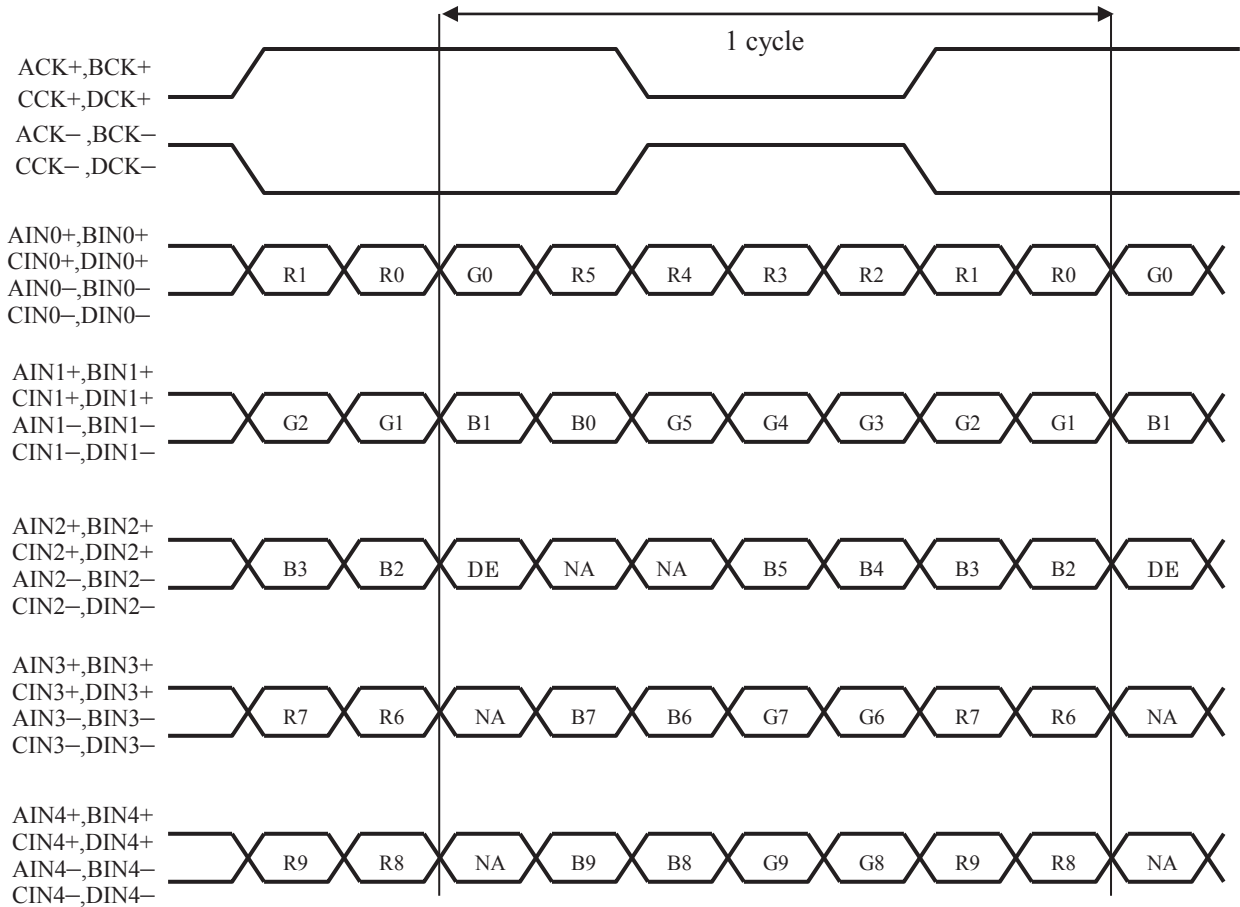 1 cycle
ACK+,BCK+
CCK+,DCK+
ACK− ,BCK−
CCK− ,DCK−
AIN0+,BIN0+
CIN0+,DIN0+
AIN0−,BIN0−
CIN0−,DIN0−
R1 R0 G0 R5 R4 R3 R2 R1 R0 G0
AIN1+,BIN1+
CIN1+,DIN1+
AIN1−,BIN1−
CIN1−,DIN1−
G2 G1 B1 B0 G5 G4 G3 G2 G1 B1
AIN2+,BIN2+
CIN2+,DIN2+
AIN2−,BIN2−
CIN2−,DIN2−
B3 B2 DE NA NA B5 B4 B3 B2 DE
AIN3+,BIN3+
CIN3+,DIN3+
AIN3−,BIN3−
CIN3−,DIN3−
R7 R6 NA B7 B6 G7 G6 R7 R6 NA
AIN4+,BIN4+
CIN4+,DIN4+
AIN4−,BIN4−
CIN4−,DIN4−
R9 R8 NA B9 B8 G9 G8 R9 R8 NA